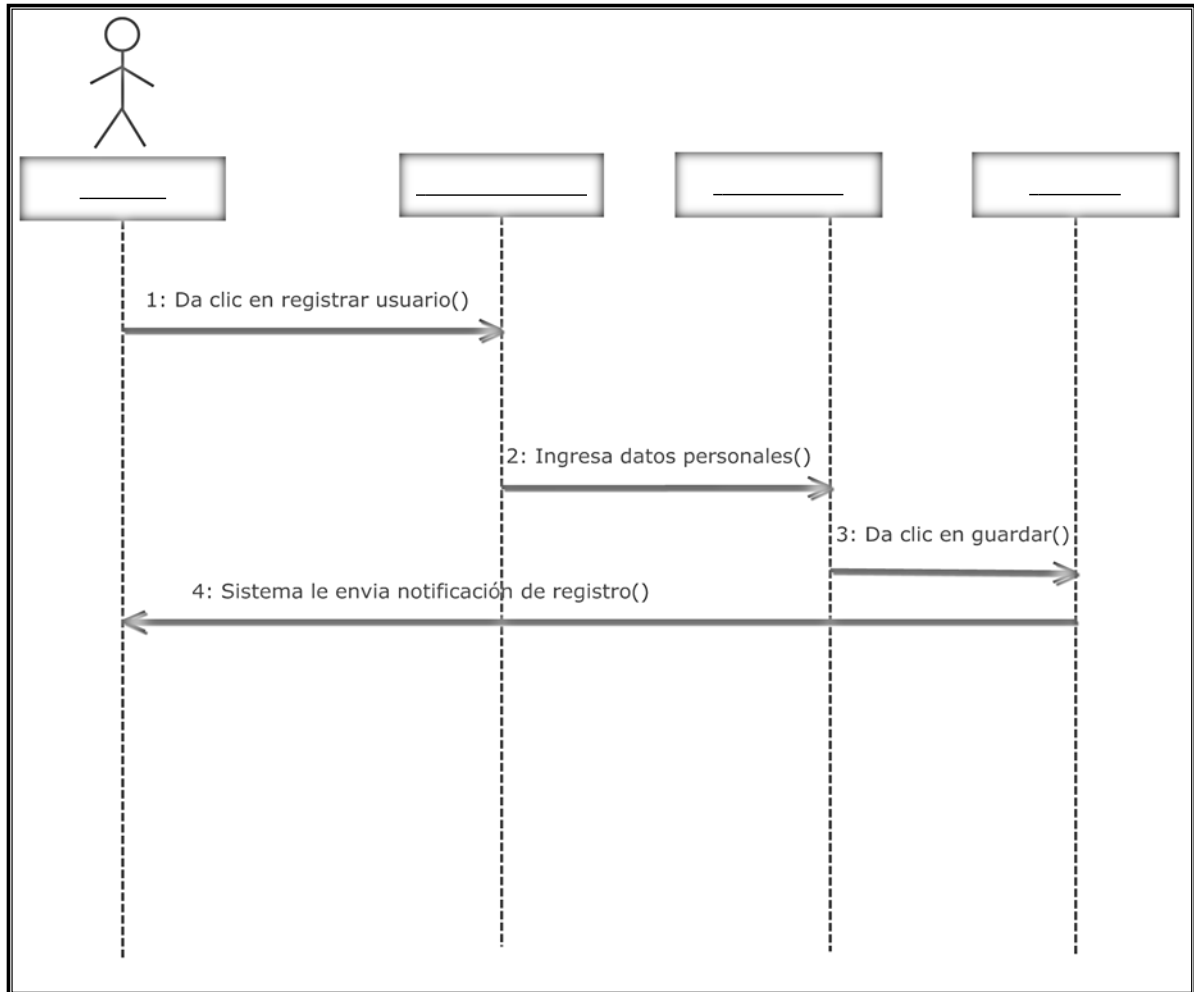 1: Da clic en registrar usuario()
2: Ingresa datos personales()
3: Da clic en guardar()
4: Sistema le envia notificación de registro()